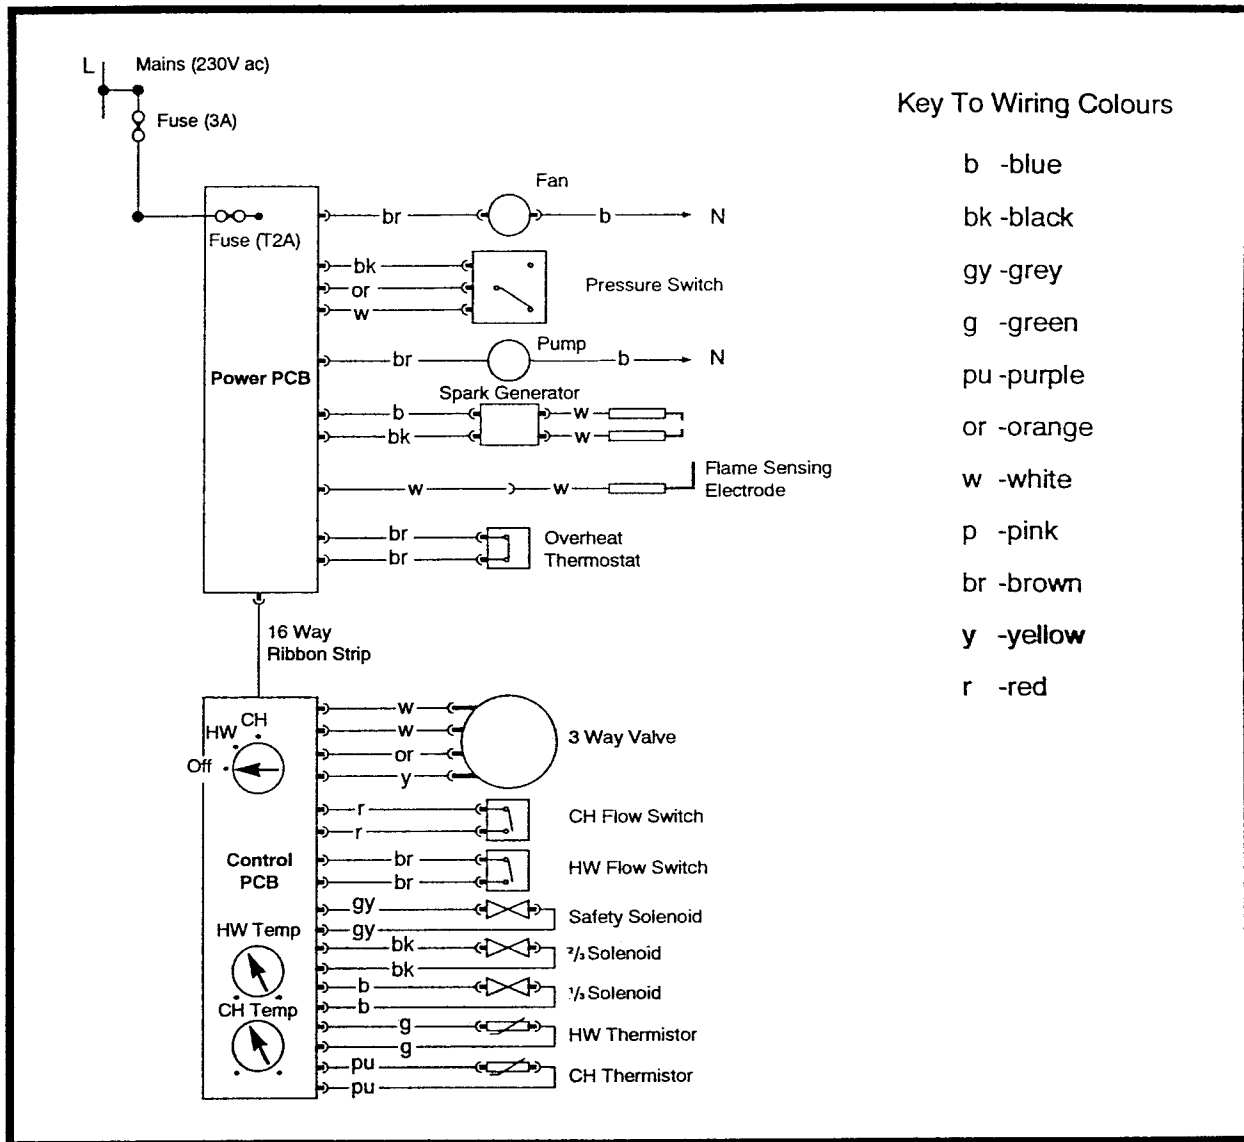 L Mains (230V ac)
Fuse (3A)
Fuse (T2A)
Power PCB
Fan
br b N
bk
or
w
Pressure Switch
Pump
br b N
Spark Generator
b w
bk w
w w
Flame Sensing
Electrode
br
br
Overheat
Thermostat
16 Way
Ribbon Strip
CH
HW
Off
Control
PCB
HW Temp
CH Temp
w
w
or
y
3 Way Valve
r
r
CH Flow Switch
br
br
HW Flow Switch
gy
gy
Safety Solenoid
bk
bk
⅔ Solenoid
b
b
⅓ Solenoid
g
g
HW Thermistor
pu
pu
CH Thermistor
Key To Wiring Colours
b -blue
bk -black
gy -grey
g -green
pu -purple
or -orange
w -white
p -pink
br -brown
y -yellow
r -red